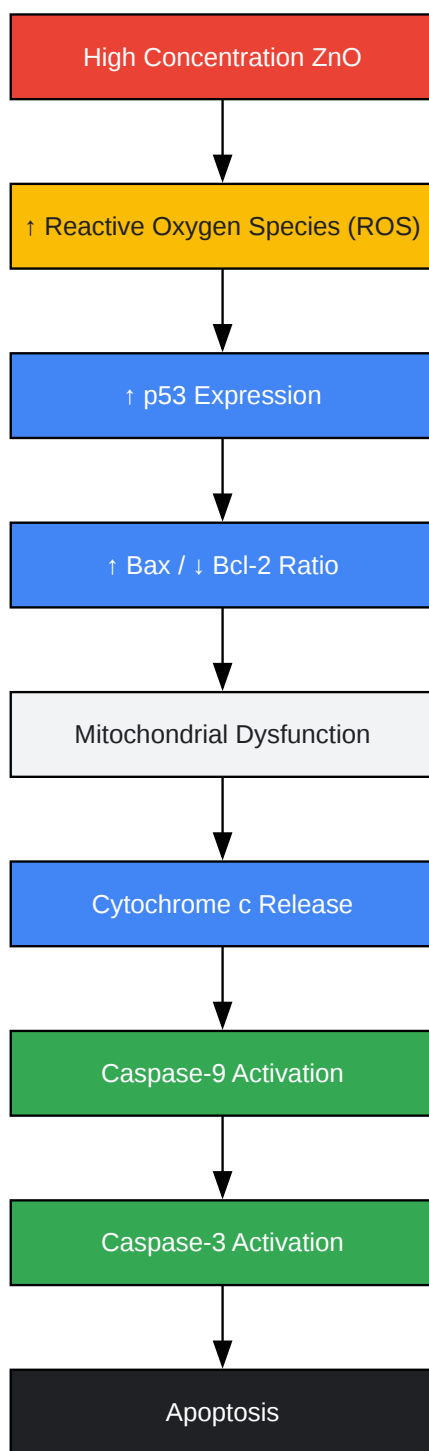 High Concentration ZnO
↑ Reactive Oxygen Species (ROS)
↑ p53 Expression
↑ Bax / ↓ Bcl-2 Ratio
Mitochondrial Dysfunction
Cytochrome c Release
Caspase-9 Activation
Caspase-3 Activation
Apoptosis